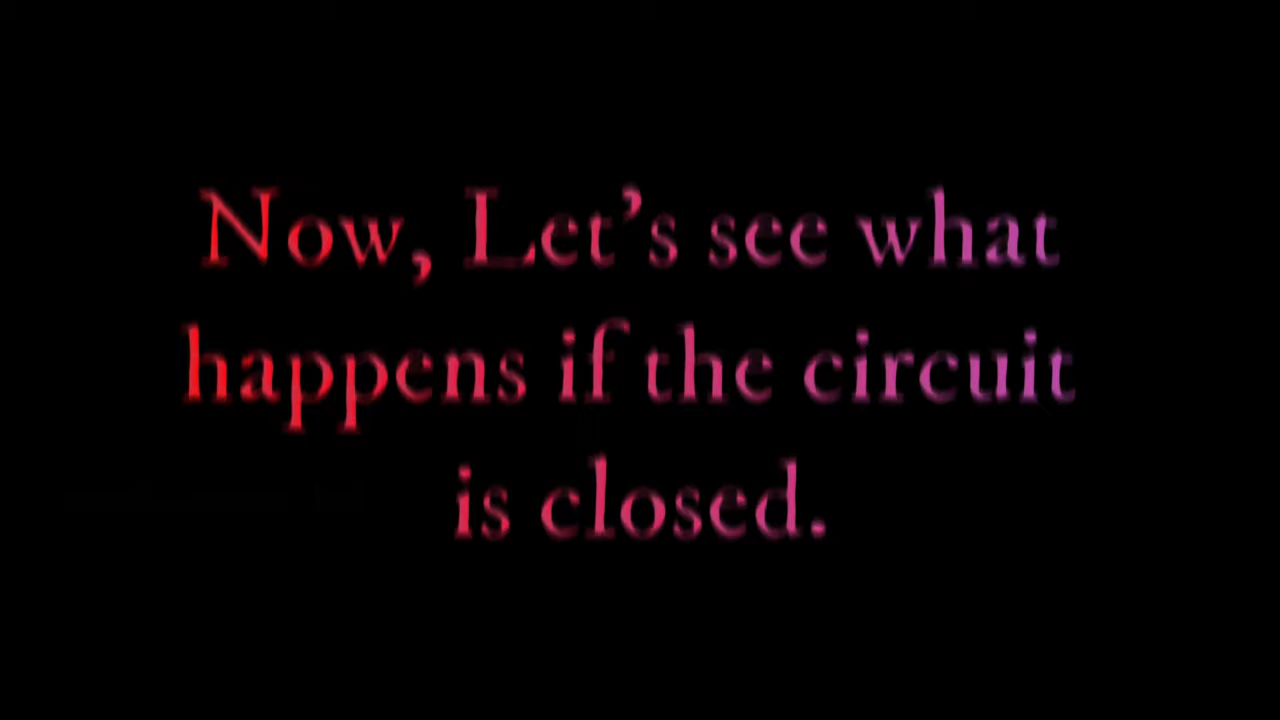 Now, Let’s see what
happens if the circuit
is closed.